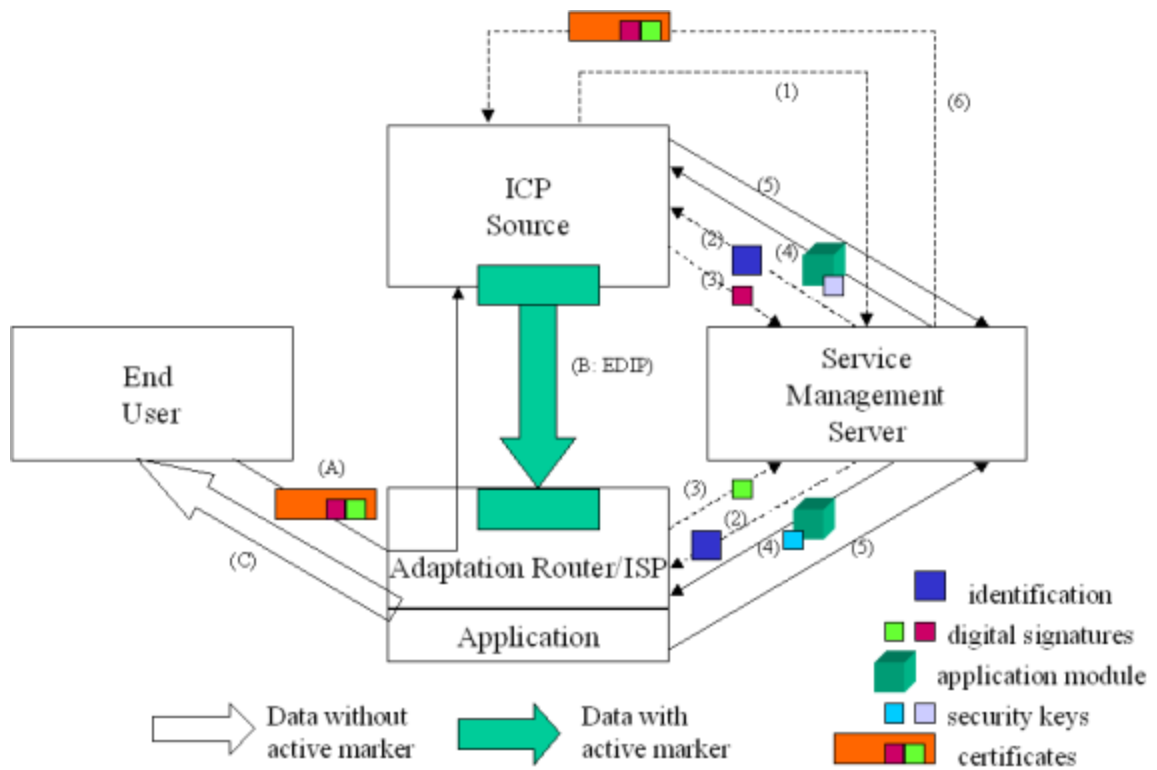 (1)
(6)
ICP
Source
(5)
(2)
(4)
(3)
(B: EDIP)
End
User
Service
Management
Server
(A)
(3)
(2)
(4)
(5)
(C)
Adaptation Router/ISP
Application
identification
digital signatures
application module
security keys
certificates
Data without
active marker
Data with
active marker